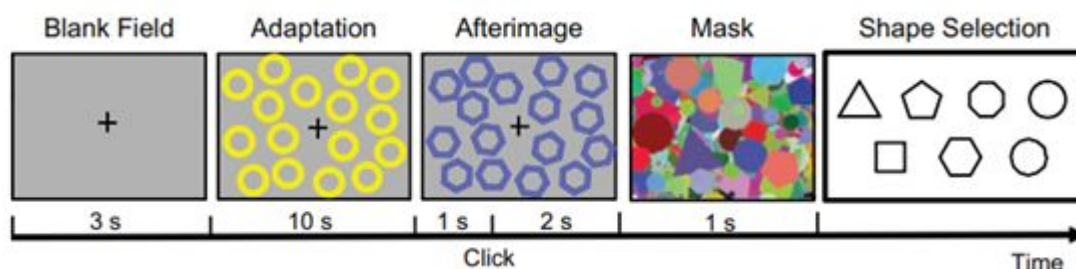 Blank Field Adaptation Afterimage Mask Shape Selection
3 s 10 s 1 s 2 s 1 s
Click Time